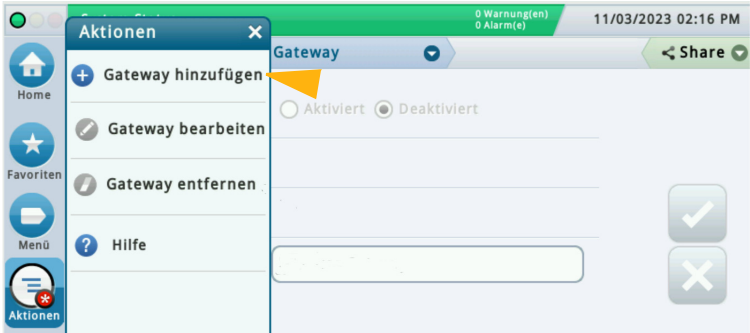 0 Warnung(en)
0 Alarm(e)
11/03/2023 02:16 PM
Aktionen
Gateway
Share
Home
Gateway hinzufügen
Aktiviert
Deaktiviert
Gateway bearbeiten
Favoriten
Gateway entfernen
Menü
Hilfe
Aktionen